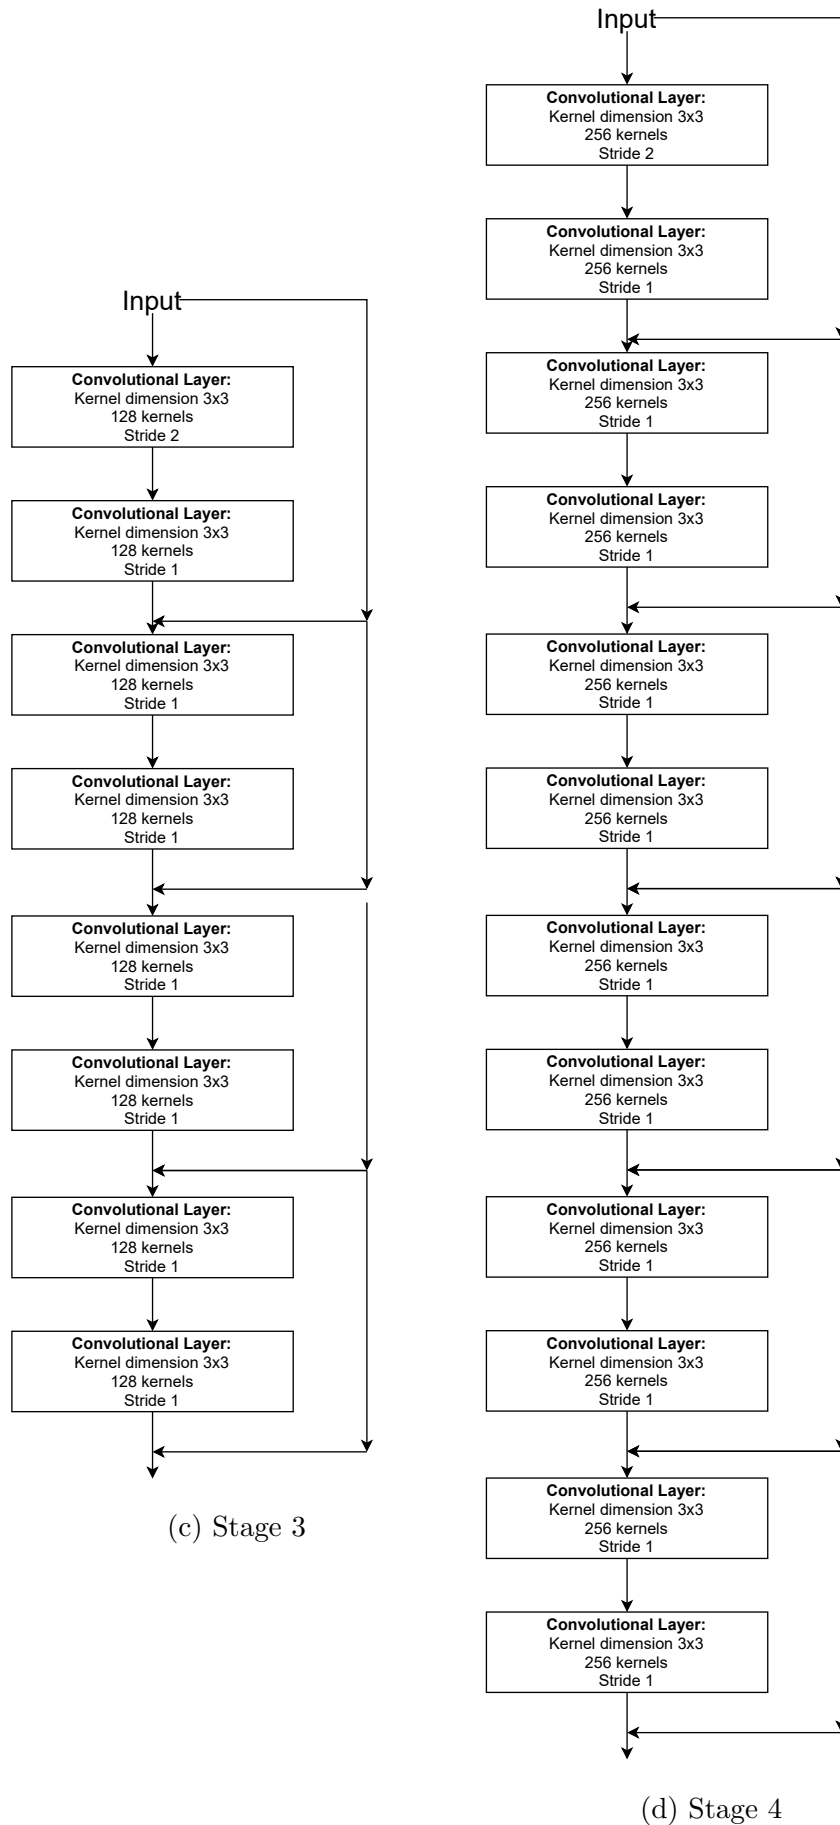 Input
Convolutional Layer:
Kernel dimension 3x3
128 kernels
Stride 2
Convolutional Layer:
Kernel dimension 3x3
128 kernels
Stride 1
Convolutional Layer:
Kernel dimension 3x3
128 kernels
Stride 1
Convolutional Layer:
Kernel dimension 3x3
128 kernels
Stride 1
Convolutional Layer:
Kernel dimension 3x3
128 kernels
Stride 1
Convolutional Layer:
Kernel dimension 3x3
128 kernels
Stride 1
Convolutional Layer:
Kernel dimension 3x3
128 kernels
Stride 1
Convolutional Layer:
Kernel dimension 3x3
128 kernels
Stride 1
(c) Stage 3
Input
Convolutional Layer:
Kernel dimension 3x3
256 kernels
Stride 2
Convolutional Layer:
Kernel dimension 3x3
256 kernels
Stride 1
Convolutional Layer:
Kernel dimension 3x3
256 kernels
Stride 1
Convolutional Layer:
Kernel dimension 3x3
256 kernels
Stride 1
Convolutional Layer:
Kernel dimension 3x3
256 kernels
Stride 1
Convolutional Layer:
Kernel dimension 3x3
256 kernels
Stride 1
Convolutional Layer:
Kernel dimension 3x3
256 kernels
Stride 1
Convolutional Layer:
Kernel dimension 3x3
256 kernels
Stride 1
Convolutional Layer:
Kernel dimension 3x3
256 kernels
Stride 1
Convolutional Layer:
Kernel dimension 3x3
256 kernels
Stride 1
Convolutional Layer:
Kernel dimension 3x3
256 kernels
Stride 1
Convolutional Layer:
Kernel dimension 3x3
256 kernels
Stride 1
(d) Stage 4